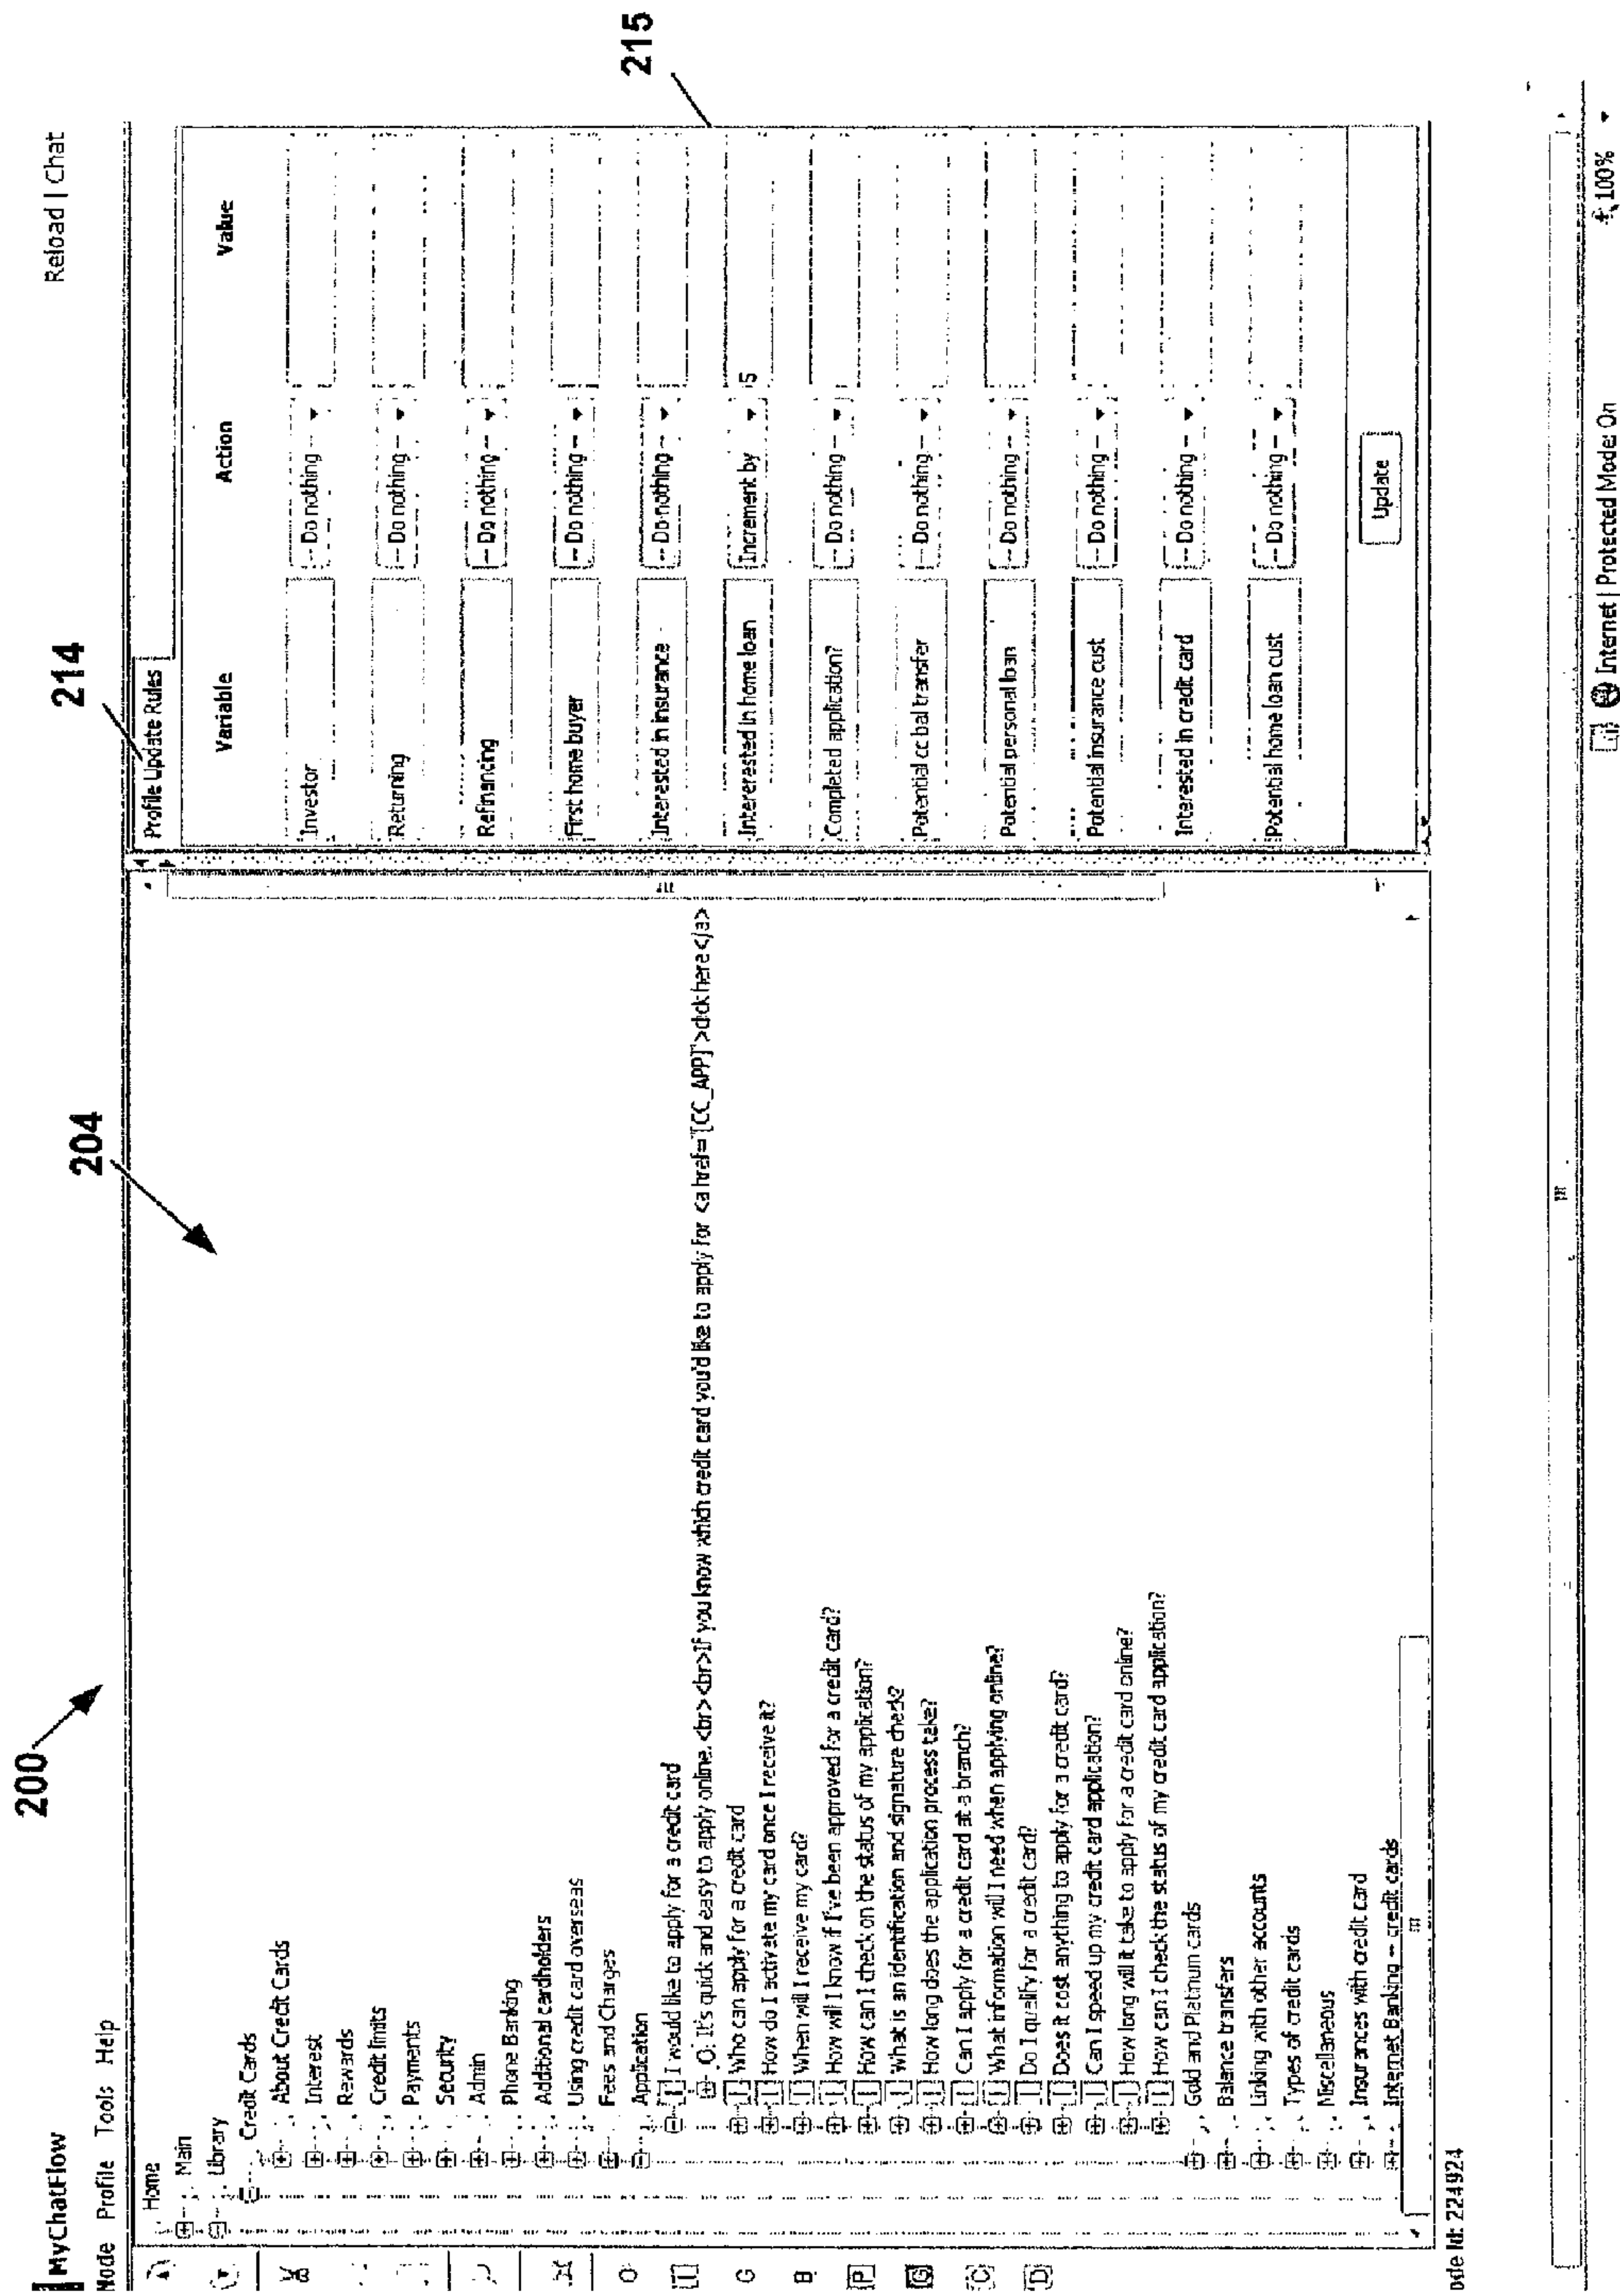 200
204
214
215
MyChatFlow
Reload | Chat
Node Profile Tools Help
Home
Main
Library
Credit Cards
About Credit Cards
Interest
Rewards
Credit limits
Payments
Security
Admin
Phone Banking
Additional cardholders
Using credit card overseas
Fees and Charges
Application
[I] I would like to apply for a credit card
O: It's quick and easy to apply online. <br><br>If you know which credit card you'd like to apply for <a href='[CC_APP]'>click here</a>
[I] Who can apply for a credit card
[I] How do I activate my card once I receive it?
[I] When will I receive my card?
[I] How will I know if I've been approved for a credit card?
[I] How can I check on the status of my application?
[I] What is an identification and signature check?
[I] How long does the application process take?
[I] Can I apply for a credit card at a branch?
[I] What information will I need when applying online?
[I] Do I qualify for a credit card?
[I] Does it cost anything to apply for a credit card?
[I] Can I speed up my credit card application?
[I] How long will it take to apply for a credit card online?
[I] How can I check the status of my credit card application?
Gold and Platinum cards
Balance transfers
Linking with other accounts
Types of credit cards
Miscellaneous
Insurances with credit card
Internet Banking -- credit cards
O
[I]
G
B
[P]
[G]
[C]
[D]
Profile Update Rules
Variable Action Value
Investor -- Do nothing --
Returning -- Do nothing --
Refinancing -- Do nothing --
First home buyer -- Do nothing --
Interested in insurance -- Do nothing --
Intererested in home loan Increment by
Completed application? -- Do nothing --
Potential cc bal transfer -- Do nothing --
Potential personal loan -- Do nothing --
Potential insurance cust -- Do nothing --
Interested in credit card -- Do nothing --
Potential home loan cust -- Do nothing --
Update
ode Id: 224924
Internet | Protected Mode: On
100%